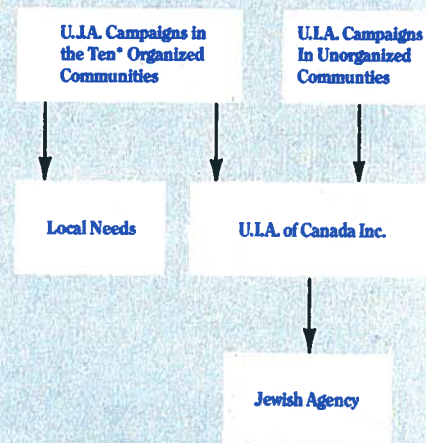 U.J.A. Campaigns in
the Ten* Organized
Communities
U.I.A. Campaigns
In Unorganized
Communties
Local Needs
U.I.A. of Canada Inc.
Jewish Agency